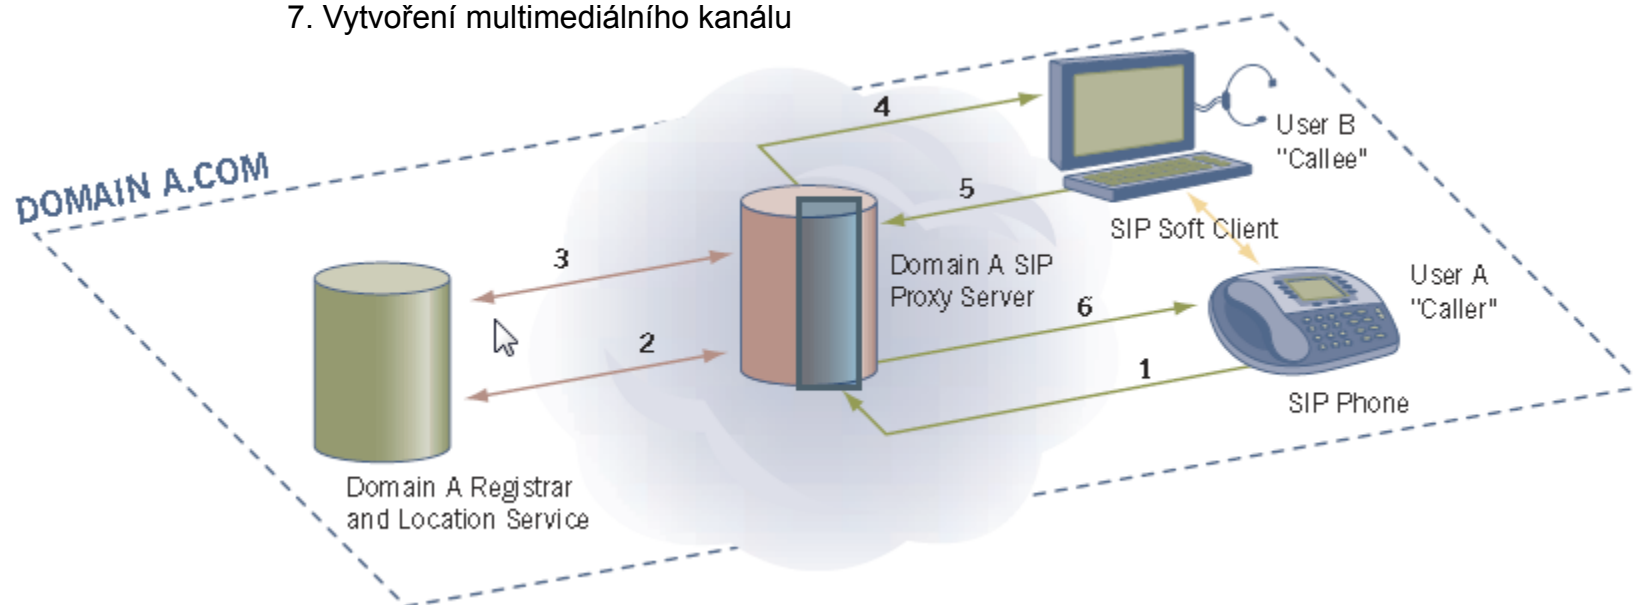 7. Vytvoření multimediálního kanálu
4
User B
"Callee"
DOMAIN A.COM
5
SIP Soft Client
3
Domain A SIP
Proxy Server
User A
"Caller"
6
2
1
SIP Phone
Domain A Registrar
and Location Service